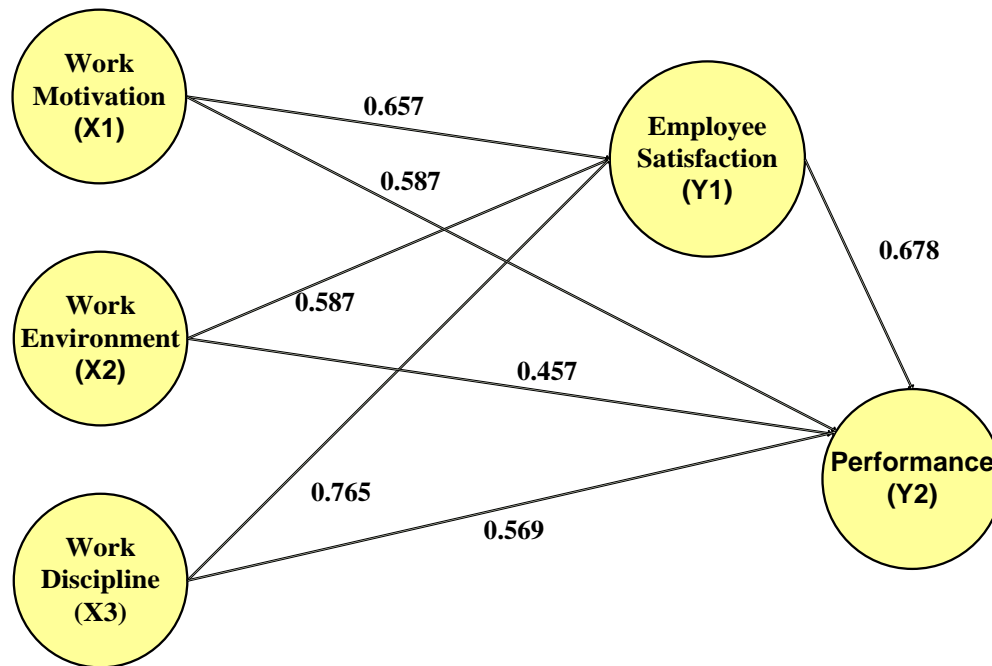 Work
Motivation
(X1)
0.657
Employee
Satisfaction
(Y1)
0.587
0.678
Work
Environment
(X2)
0.587
0.457
Performance
(Y2)
0.765
0.569
Work
Discipline
(X3)